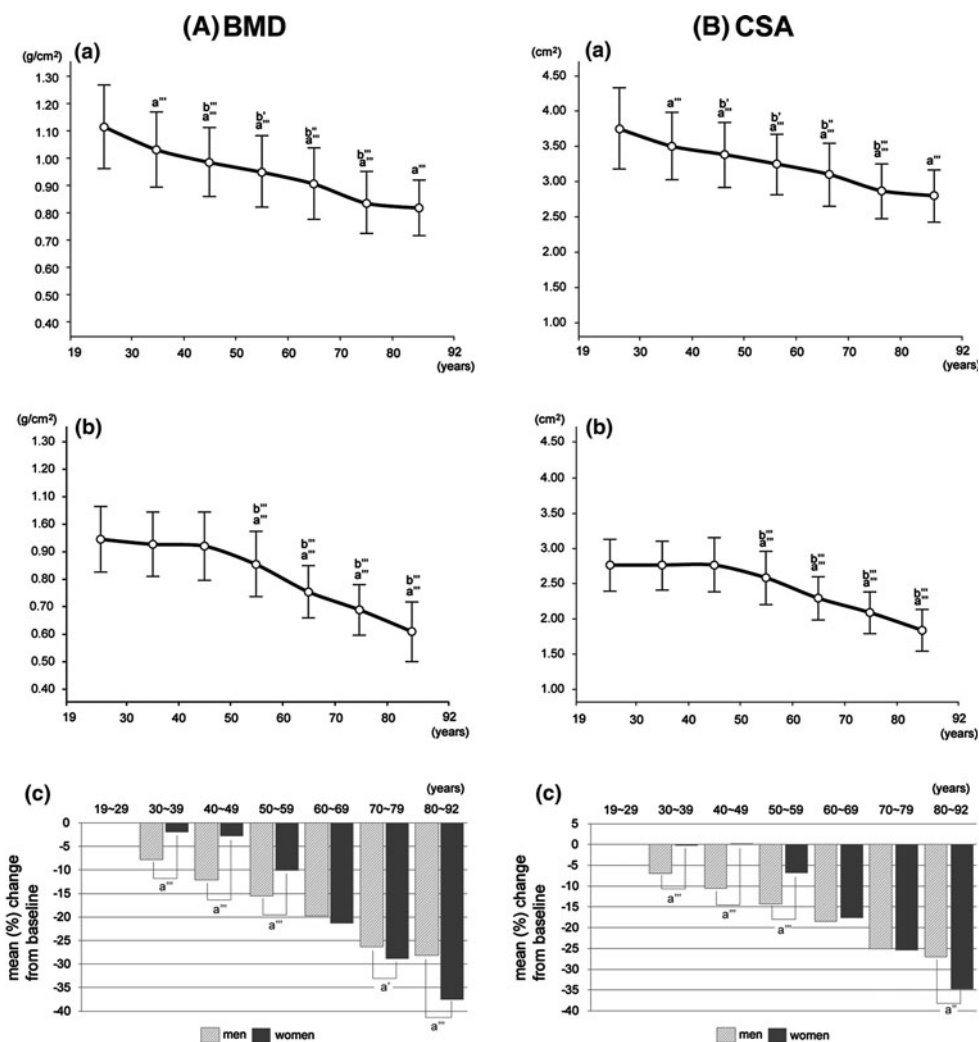 (A) BMD
(B) CSA
(g/cm²)
(a)
1.30
1.20
1.10
1.00
0.90
0.80
0.70
0.60
0.50
0.40
a'''
b'''
a'''
b'
a'''
b''
a'''
b'''
a'''
a'''
19 30 40 50 60 70 80 92
(years)
(cm²)
(a)
4.50
4.00
3.50
3.00
2.50
2.00
1.50
1.00
a'''
b'
a'''
b'
a'''
b''
a'''
b'''
a'''
a'''
19 30 40 50 60 70 80 92
(years)
(g/cm²)
(b)
1.30
1.20
1.10
1.60
0.90
0.80
0.70
0.60
0.50
0.40
b'''
a'''
b'''
a'''
b'''
a'''
b'''
a'''
19 30 40 50 60 70 80 92
(years)
(cm²)
(b)
4.50
4.00
3.50
3.00
2.50
2.00
1.50
1.00
b'''
a'''
b'''
a'''
b'''
a'''
b'''
a'''
19 30 40 50 60 70 80 92
(years)
(c)
(years)
19~29 30~39 40~49 50~59 60~69 70~79 80~92
0
-5
-10
-15
-20
-25
-30
-35
-40
mean (%) change
from baseline
a'''
a'''
a'''
a'
a'''
men women
(c)
(years)
19~29 30~39 40~49 50~59 60~69 70~79 80~92
5
0
-5
-10
-15
-20
-25
-30
-35
-40
mean (%) change
from baseline
a'''
a'''
a'''
a''
men women